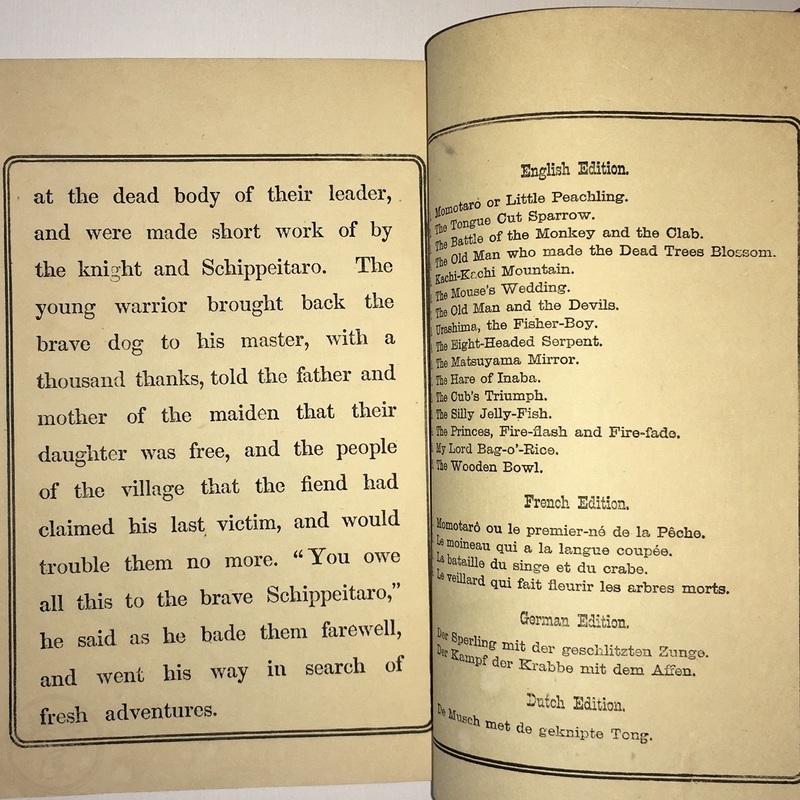 at the dead body of their leader,
and were made short work of by
the knight and Schippeitaro. The
young warrior brought back the
brave dog to his master, with a
thousand thanks, told the father and
mother of the maiden that their
daughter was free, and the people
of the village that the fiend had
claimed his last victim, and would
trouble them no more. “You owe
all this to the brave Schippeitaro,”
he said as he bade them farewell,
and went his way in search of
fresh adventures.
English Edition.
Momotarō or Little Peachling.
The Tongue Cut Sparrow.
The Battle of the Monkey and the Clab.
The Old Man who made the Dead Trees Blossom.
Kachi-Kachi Mountain.
The Mouse's Wedding.
The Old Man and the Devils.
Urashima, the Fisher-Boy.
The Eight-Headed Serpent.
The Matsuyama Mirror.
The Hare of Inaba.
The Cub's Triumph.
The Silly Jelly-Fish.
The Princes, Fire-flash and Fire-fade.
My Lord Bag-o'-Rice.
The Wooden Bowl.
French Edition.
Momotarō ou le premier-né de la Pêche.
Le moineau qui a la langue coupée.
La bataille du singe et du crabe.
Le veillard qui fait fleurir les arbres morts.
German Edition.
Der Sperling mit der geschlitzten Zunge.
Der Kampf der Krabbe mit dem Affen.
Dutch Edition.
De Musch met de geknipte Tong.